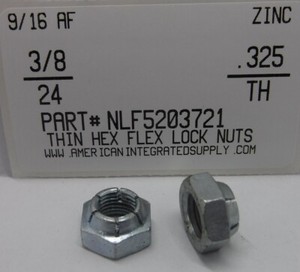 9/16 AF ZINC
3/8 .325
24 TH
PART# NLF5203721
THIN HEX FLEX LOCK NUTS
WWW.AMERICANINTEGRATEDSUPPLY.COM